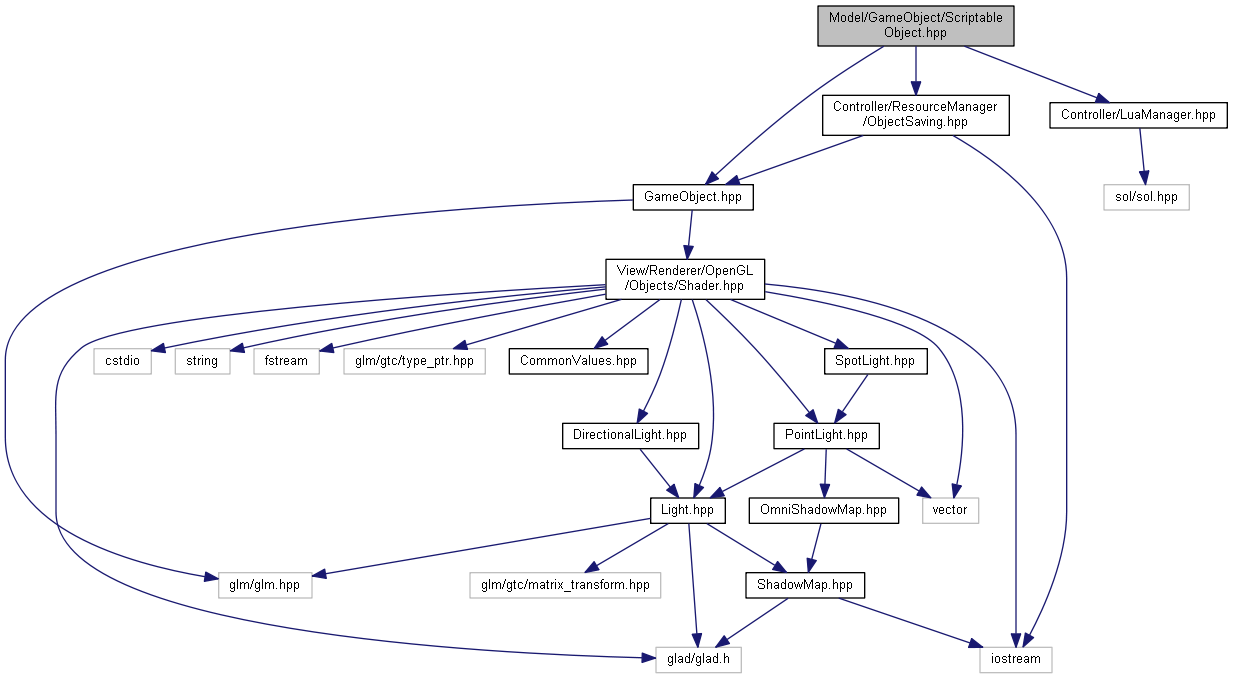 Model/GameObject/Scriptable
Object.hpp
Controller/ResourceManager
/ObjectSaving.hpp
Controller/LuaManager.hpp
GameObject.hpp
sol/sol.hpp
View/Renderer/OpenGL
/Objects/Shader.hpp
cstdio
string
fstream
glm/gtc/type_ptr.hpp
CommonValues.hpp
SpotLight.hpp
DirectionalLight.hpp
PointLight.hpp
Light.hpp
OmniShadowMap.hpp
vector
glm/glm.hpp
glm/gtc/matrix_transform.hpp
ShadowMap.hpp
glad/glad.h
iostream